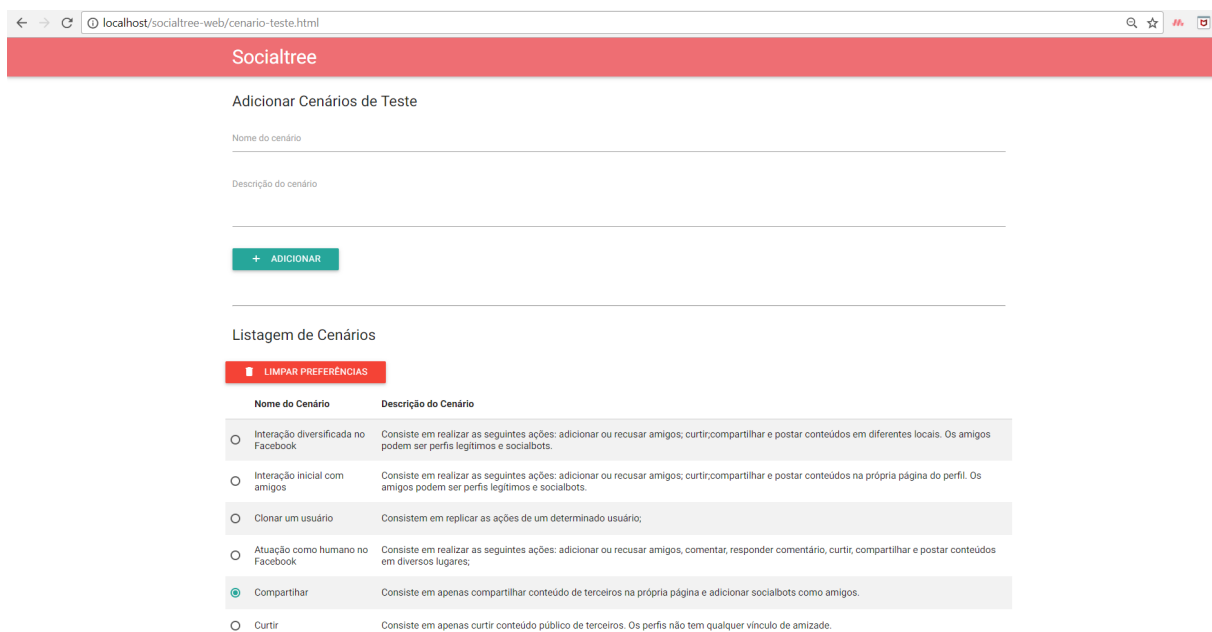 localhost/socialtree-web/cenario-teste.html
Socialtree
Adicionar Cenários de Teste
Nome do cenário
Descrição do cenário
+ ADICIONAR
Listagem de Cenários
LIMPAR PREFERÊNCIAS
Nome do Cenário Descrição do Cenário
Interação diversificada no Facebook
Consiste em realizar as seguintes ações: adicionar ou recusar amigos; curtir;compartilhar e postar conteúdos em diferentes locais. Os amigos
podem ser perfis legítimos e socialbots.
Interação inicial com
amigos
Consiste em realizar as seguintes ações: adicionar ou recusar amigos; curtir;compartilhar e postar conteúdos na própria página do perfil. Os
amigos podem ser perfis legítimos e socialbots.
Clonar um usuário Consistem em replicar as ações de um determinado usuário;
Atuação como humano no
Facebook
Consiste em realizar as seguintes ações: adicionar ou recusar amigos, comentar, responder comentário, curtir, compartilhar e postar conteúdos
em diversos lugares;
Compartihar Consiste em apenas compartilhar conteúdo de terceiros na própria página e adicionar socialbots como amigos.
Curtir Consiste em apenas curtir conteúdo público de terceiros. Os perfis não tem qualquer vínculo de amizade.